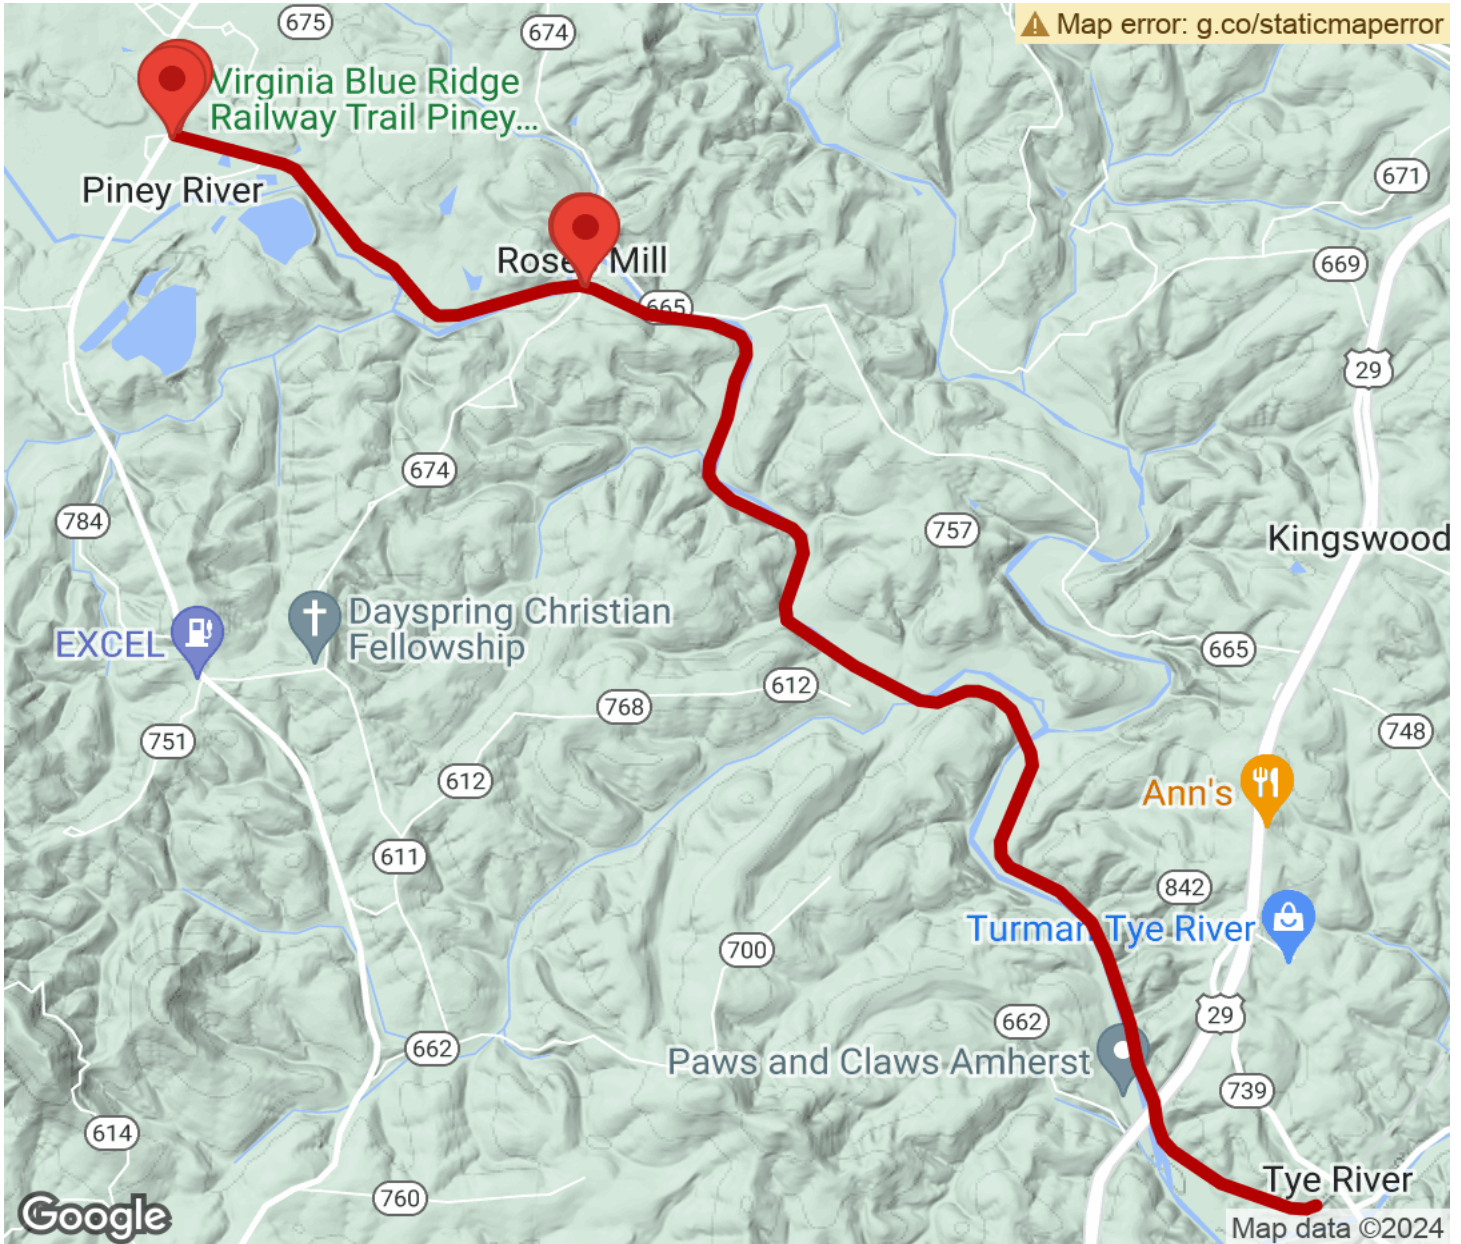 675
674
Map error: g.co/staticmaperror
Virginia Blue Ridge
Railway Trail Piney...
671
Piney River
Roses Mill
669
665
29
674
784
757
Kingswood
Dayspring Christian
Fellowship
EXCEL
665
612
768
751
748
612
Ann's
611
842
Turman Tye River
700
662
29
662
Paws and Claws Amherst
739
614
Tye River
760
Google
Map data ©2024